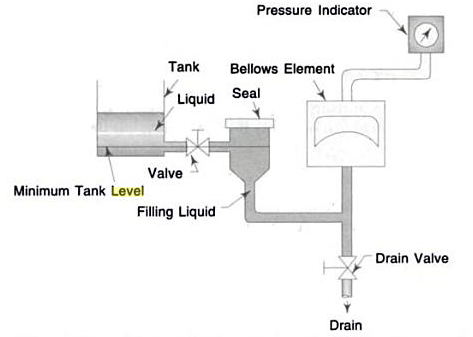 Pressure Indicator
Tank
Bellows Element
Liquid
Seal
Valve
Minimum Tank Level
Filling Liquid
Drain Valve
Drain